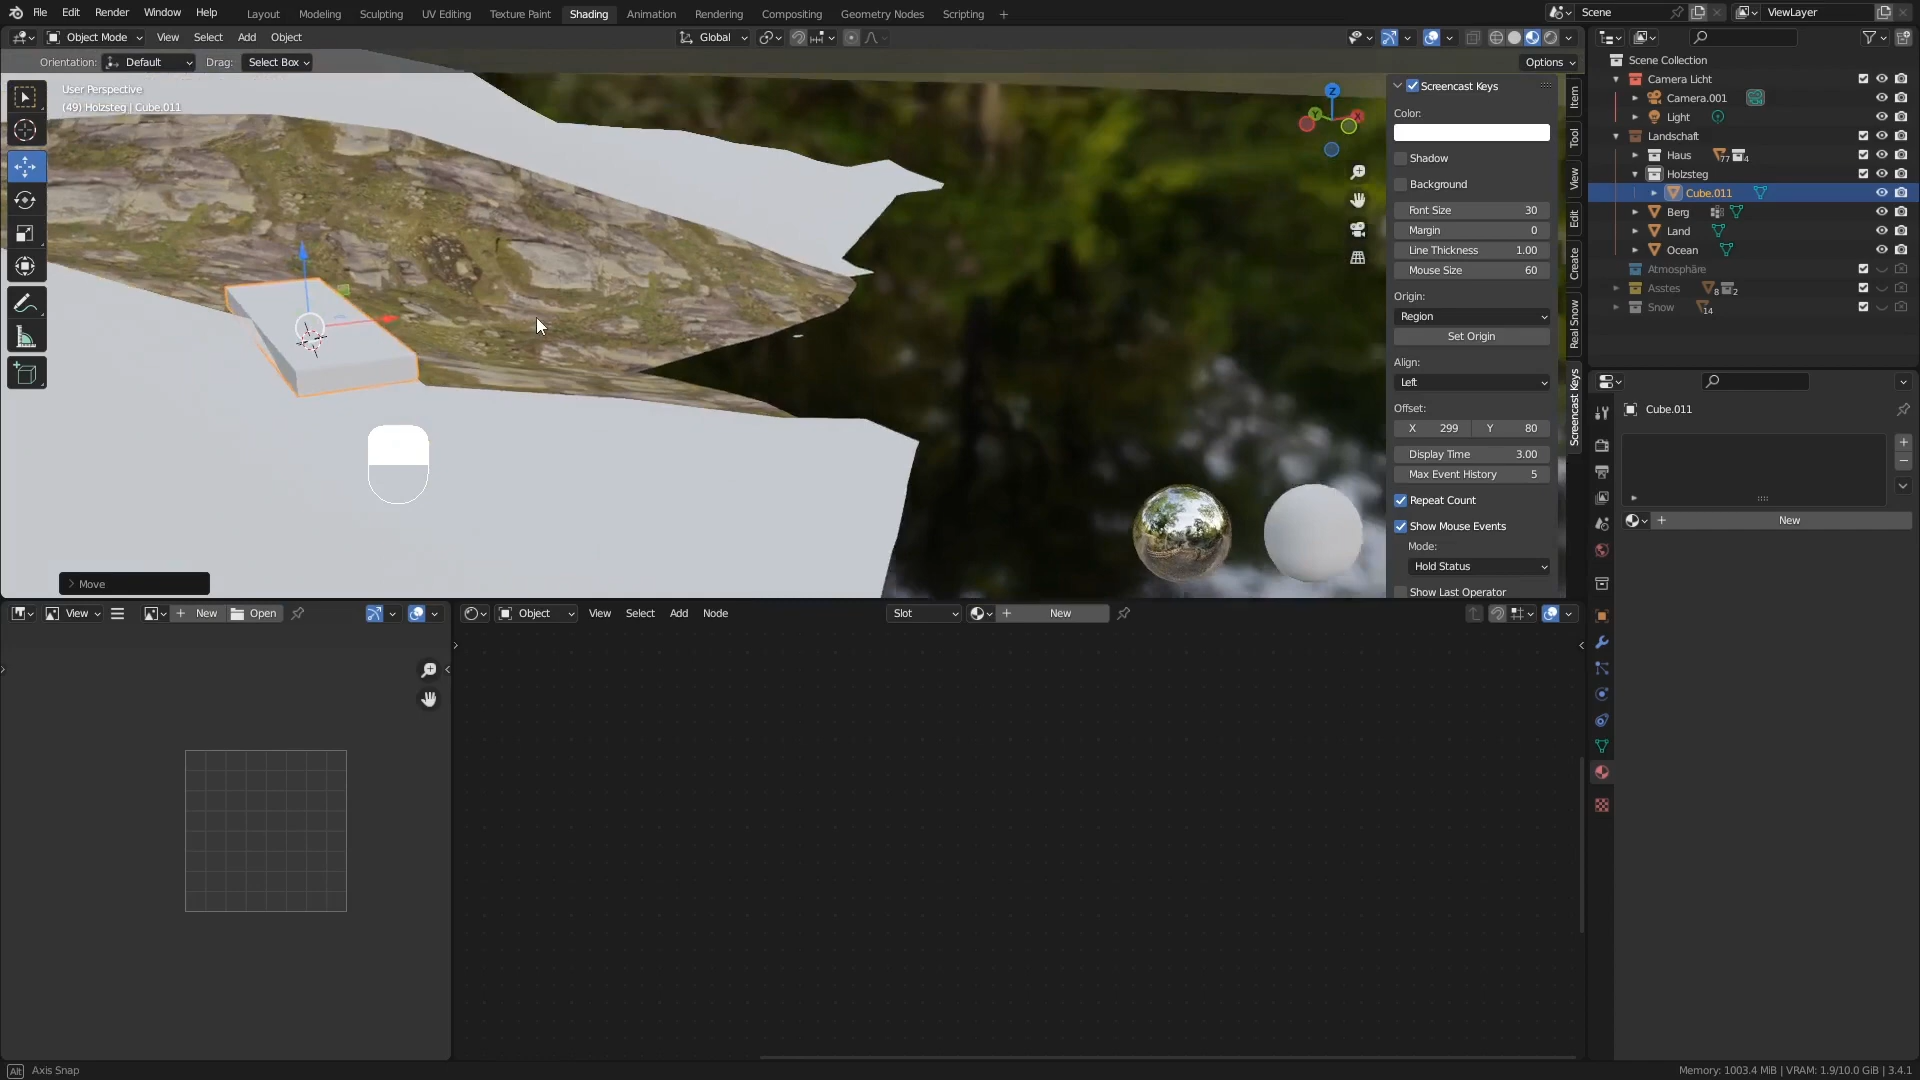 File Edit Render Window Help Layout Modeling Sculpting UV Editing Texture Paint Shading Animation Rendering Compositing Geometry Nodes Scripting + Scene ViewLayer
Object Mode View Select Add Object Global
Orientation: Default Drag: Select Box Options
User Perspective
(49) Holzsteg | Cube.011
Z
Y
X
Screencast Keys
Color:
Shadow
Background
Font Size 30
Margin 0
Line Thickness 1.00
Mouse Size 60
Origin:
Region
Set Origin
Align:
Left
Offset:
X 299 Y 80
Display Time 3.00
Max Event History 5
Repeat Count
Show Mouse Events
Mode:
Hold Status
Show Last Operator
Item
Tool
View
Edit
Create
Real Snow
Screencast Keys
Scene Collection
Camera Licht
Camera.001
Light
Landschaft
Haus 77 4
Holzsteg
Cube.011
Berg
Land
Ocean
Atmosphäre
Asstes 8 2
Snow 14
Cube.011
New
Move
View New Open
Object View Select Add Node Slot New
Alt Axis Snap
Memory: 1003.4 MiB | VRAM: 1.9/10.0 GiB | 3.4.1